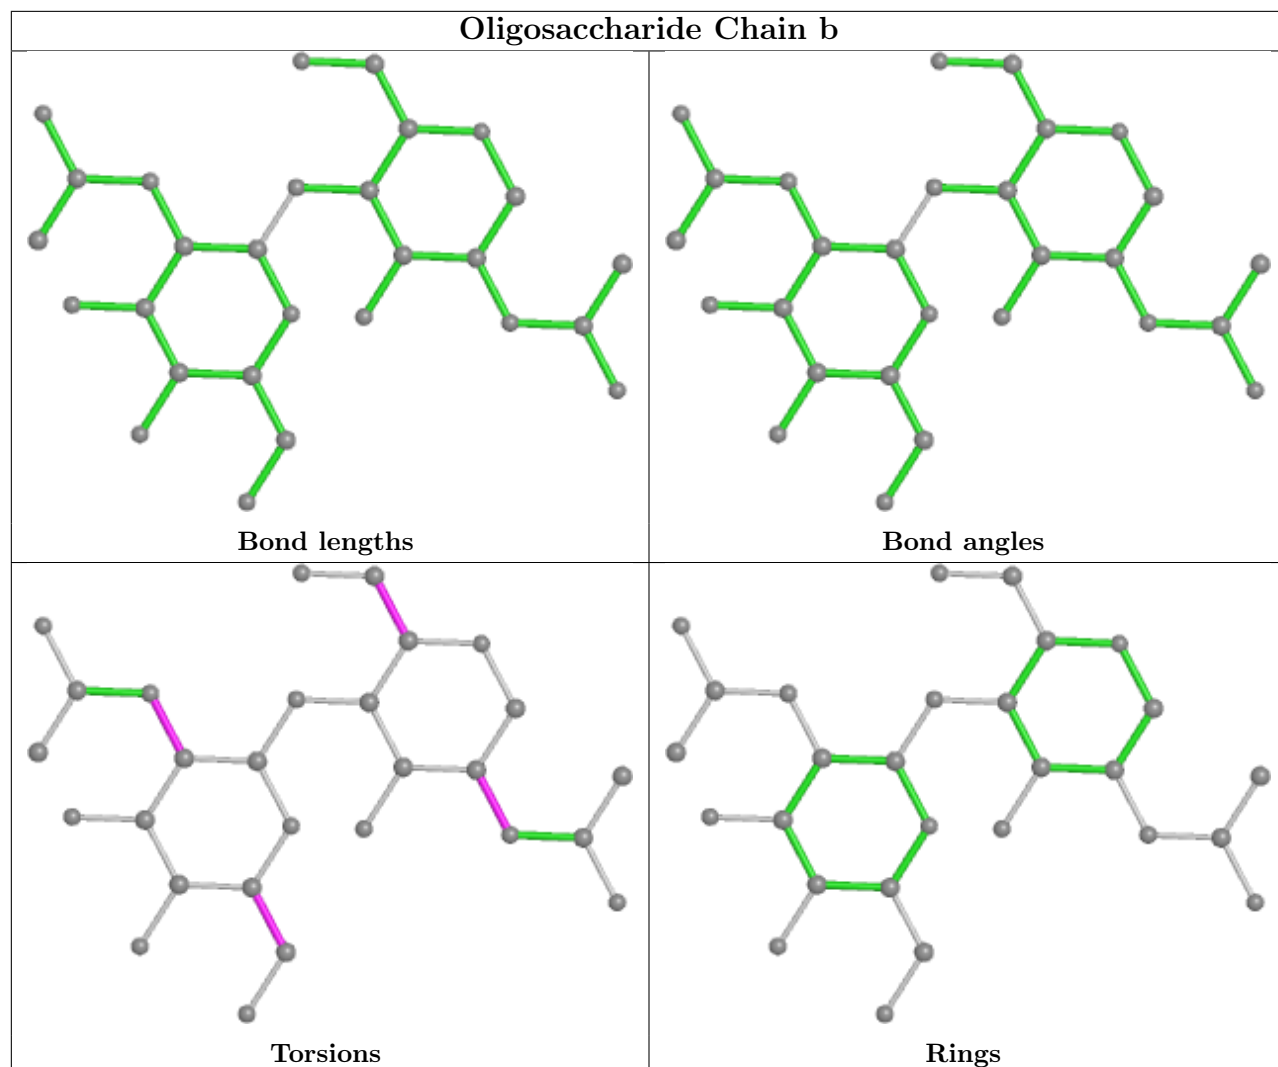 Oligosaccharide Chain b
Bond lengths
Bond angles
Torsions
Rings